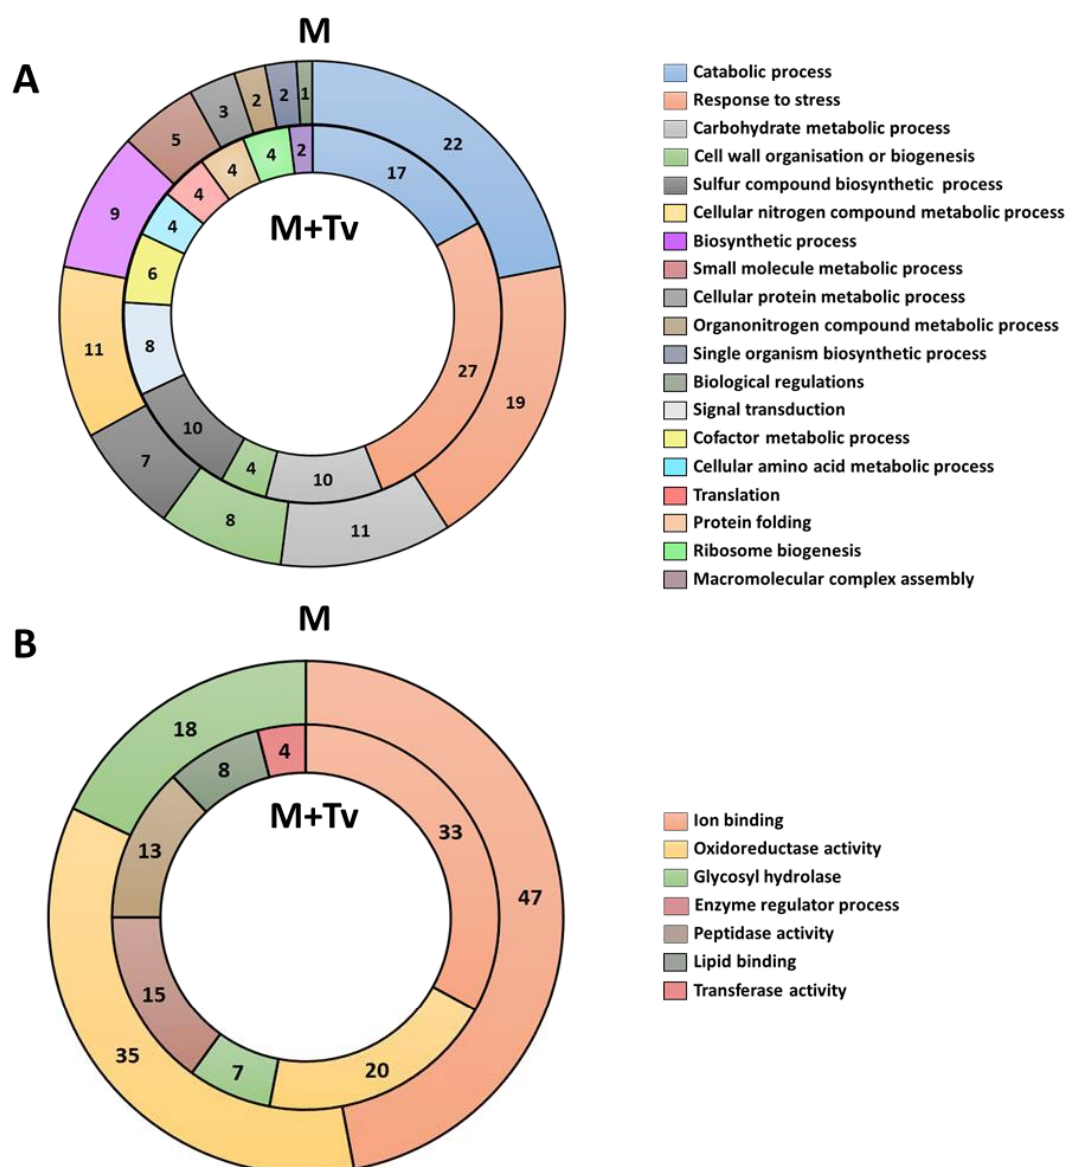 M
A
22
19
11
8
7
11
9
5
3
2
2
1
17
27
10
4
10
8
6
4
4
4
4
2
M+Tv
Catabolic process
Response to stress
Carbohydrate metabolic process
Cell wall organisation or biogenesis
Sulfur compound biosynthetic process
Cellular nitrogen compound metabolic process
Biosynthetic process
Small molecule metabolic process
Cellular protein metabolic process
Organonitrogen compound metabolic process
Single organism biosynthetic process
Biological regulations
Signal transduction
Cofactor metabolic process
Cellular amino acid metabolic process
Translation
Protein folding
Ribosome biogenesis
Macromolecular complex assembly
M
B
47
35
18
33
20
7
15
13
8
4
M+Tv
Ion binding
Oxidoreductase activity
Glycosyl hydrolase
Enzyme regulator process
Peptidase activity
Lipid binding
Transferase activity